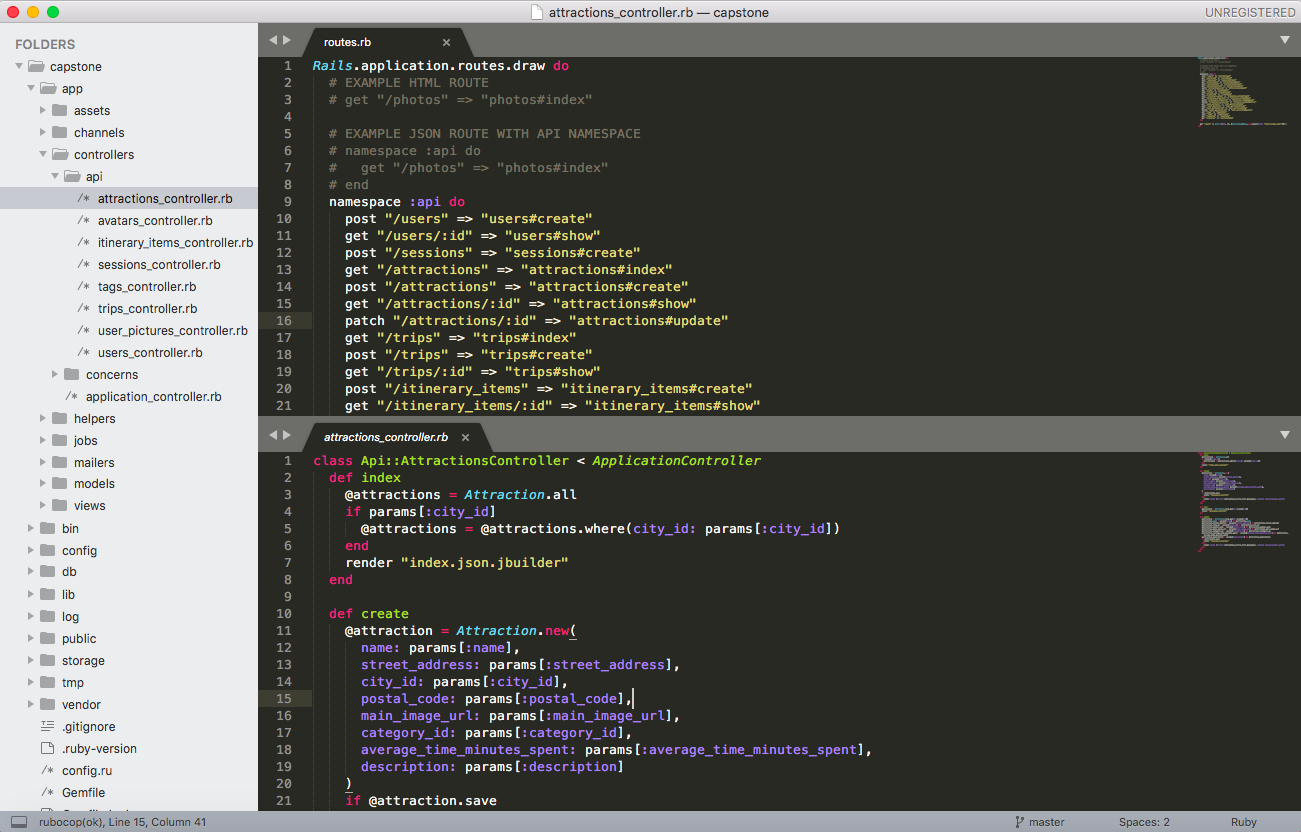 attractions_controller.rb — capstone
UNREGISTERED
FOLDERS
capstone
app
assets
channels
controllers
api
/* attractions_controller.rb
/* avatars_controller.rb
/* itinerary_items_controller.rb
/* sessions_controller.rb
/* tags_controller.rb
/* trips_controller.rb
/* user_pictures_controller.rb
/* users_controller.rb
concerns
/* application_controller.rb
helpers
jobs
mailers
models
views
bin
config
db
lib
log
public
storage
tmp
vendor
.gitignore
.ruby-version
/* config.ru
/* Gemfile
routes.rb ×
1 Rails.application.routes.draw do
2 # EXAMPLE HTML ROUTE
3 # get "/photos" => "photos#index"
4
5 # EXAMPLE JSON ROUTE WITH API NAMESPACE
6 # namespace :api do
7 #   get "/photos" => "photos#index"
8 # end
9 namespace :api do
10 post "/users" => "users#create"
11 get "/users/:id" => "users#show"
12 post "/sessions" => "sessions#create"
13 get "/attractions" => "attractions#index"
14 post "/attractions" => "attractions#create"
15 get "/attractions/:id" => "attractions#show"
16 patch "/attractions/:id" => "attractions#update"
17 get "/trips" => "trips#index"
18 post "/trips" => "trips#create"
19 get "/trips/:id" => "trips#show"
20 post "/itinerary_items" => "itinerary_items#create"
21 get "/itinerary_items/:id" => "itinerary_items#show"
attractions_controller.rb ×
1 class Api::AttractionsController < ApplicationController
2 def index
3 @attractions = Attraction.all
4 if params[:city_id]
5 @attractions = @attractions.where(city_id: params[:city_id])
6 end
7 render "index.json.jbuilder"
8 end
9
10 def create
11 @attraction = Attraction.new(
12 name: params[:name],
13 street_address: params[:street_address],
14 city_id: params[:city_id],
15 postal_code: params[:postal_code],
16 main_image_url: params[:main_image_url],
17 category_id: params[:category_id],
18 average_time_minutes_spent: params[:average_time_minutes_spent],
19 description: params[:description]
20 )
21 if @attraction.save
rubocop(ok), Line 15, Column 41
master
Spaces: 2
Ruby